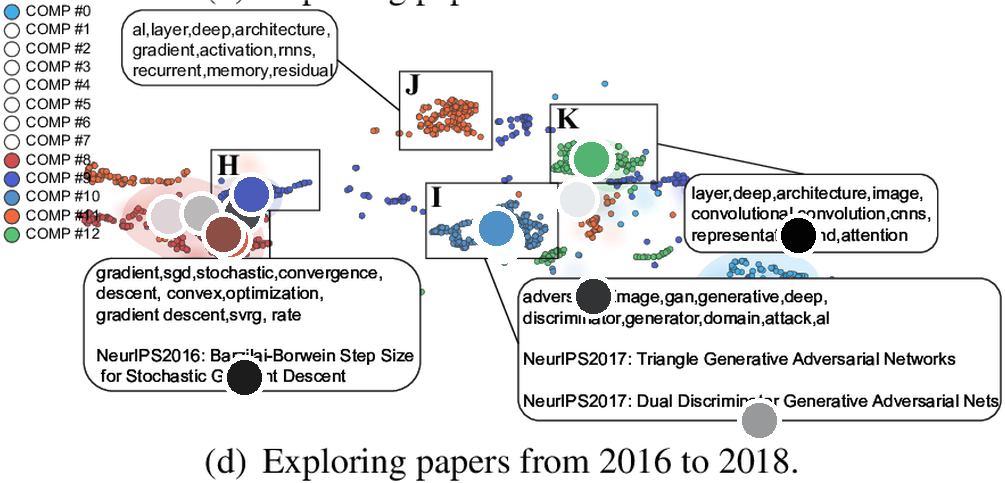 COMP #0
COMP #1
COMP #2
COMP #3
COMP #4
COMP #5
COMP #6
COMP #7
COMP #8
COMP #9
COMP #10
COMP #11
COMP #12
al,layer,deep,architecture,
gradient,activation,rnns,
recurrent,memory,residual
J
K
H
I
layer,deep,architecture,image,
convolutional,convolution,cnns,
attention
gradient,sgd,stochastic,convergence,
descent, convex,optimization,
gradient descent,svrg, rate
NeurIPS2016: Barzilai-Borwein Step Size
for Stochastic Descent
image,gan,generative,deep,
discriminator,generator,domain,attack,al
NeurIPS2017: Triangle Generative Adversarial Networks
NeurIPS2017: Dual Discriminator Generative Adversarial Nets
(d) Exploring papers from 2016 to 2018.